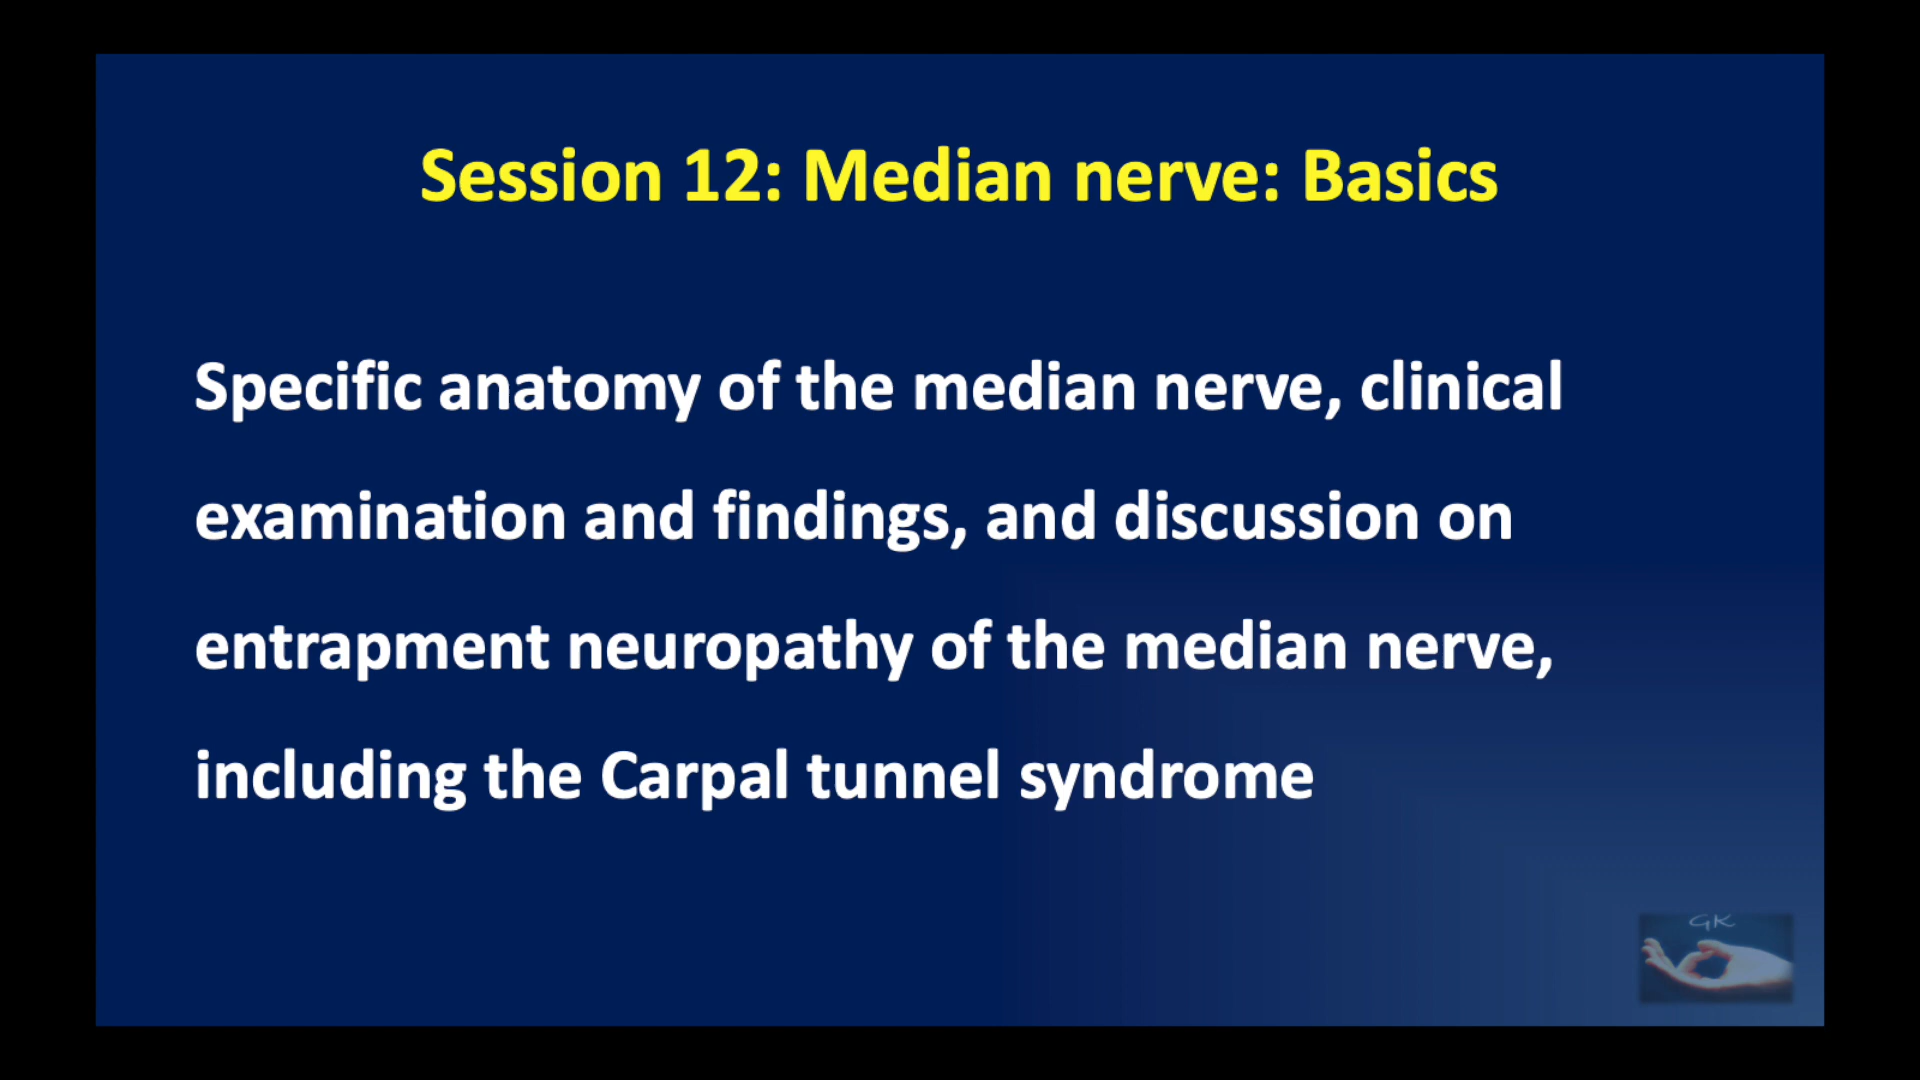 Session 12: Median nerve: Basics
Specific anatomy of the median nerve, clinical
examination and findings, and discussion on
entrapment neuropathy of the median nerve,
including the Carpal tunnel syndrome
GK